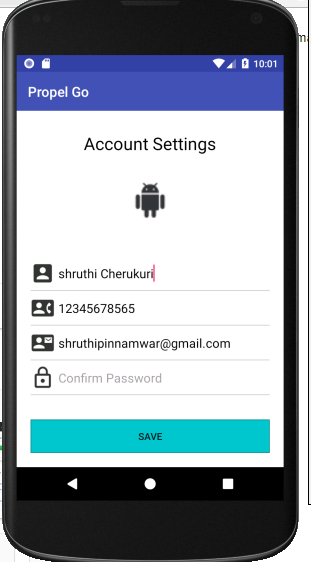 10:01
Propel Go
Account Settings
shruthi Cherukuri
12345678565
shruthipinnamwar@gmail.com
Confirm Password
SAVE